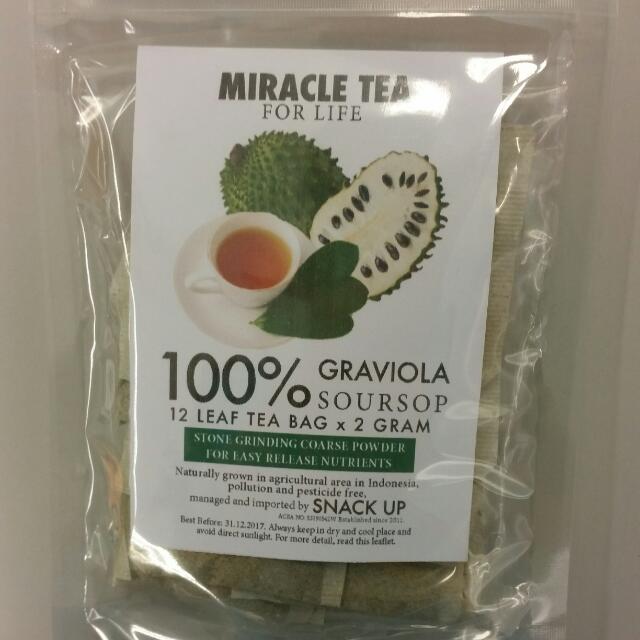 MIRACLE TEA
FOR LIFE
100% GRAVIOLA
SOURSOP
12 LEAF TEA BAG x 2 GRAM
STONE GRINDING COARSE POWDER
FOR EASY RELEASE NUTRIENTS
Naturally grown in agricultural area in Indonesia,
pollution and pesticide free,
managed and imported by SNACK UP
Established since 2011.
Best Before: 31.12.2017. Always keep in dry and cool place and
avoid direct sunlight. For more detail, read this leaflet.